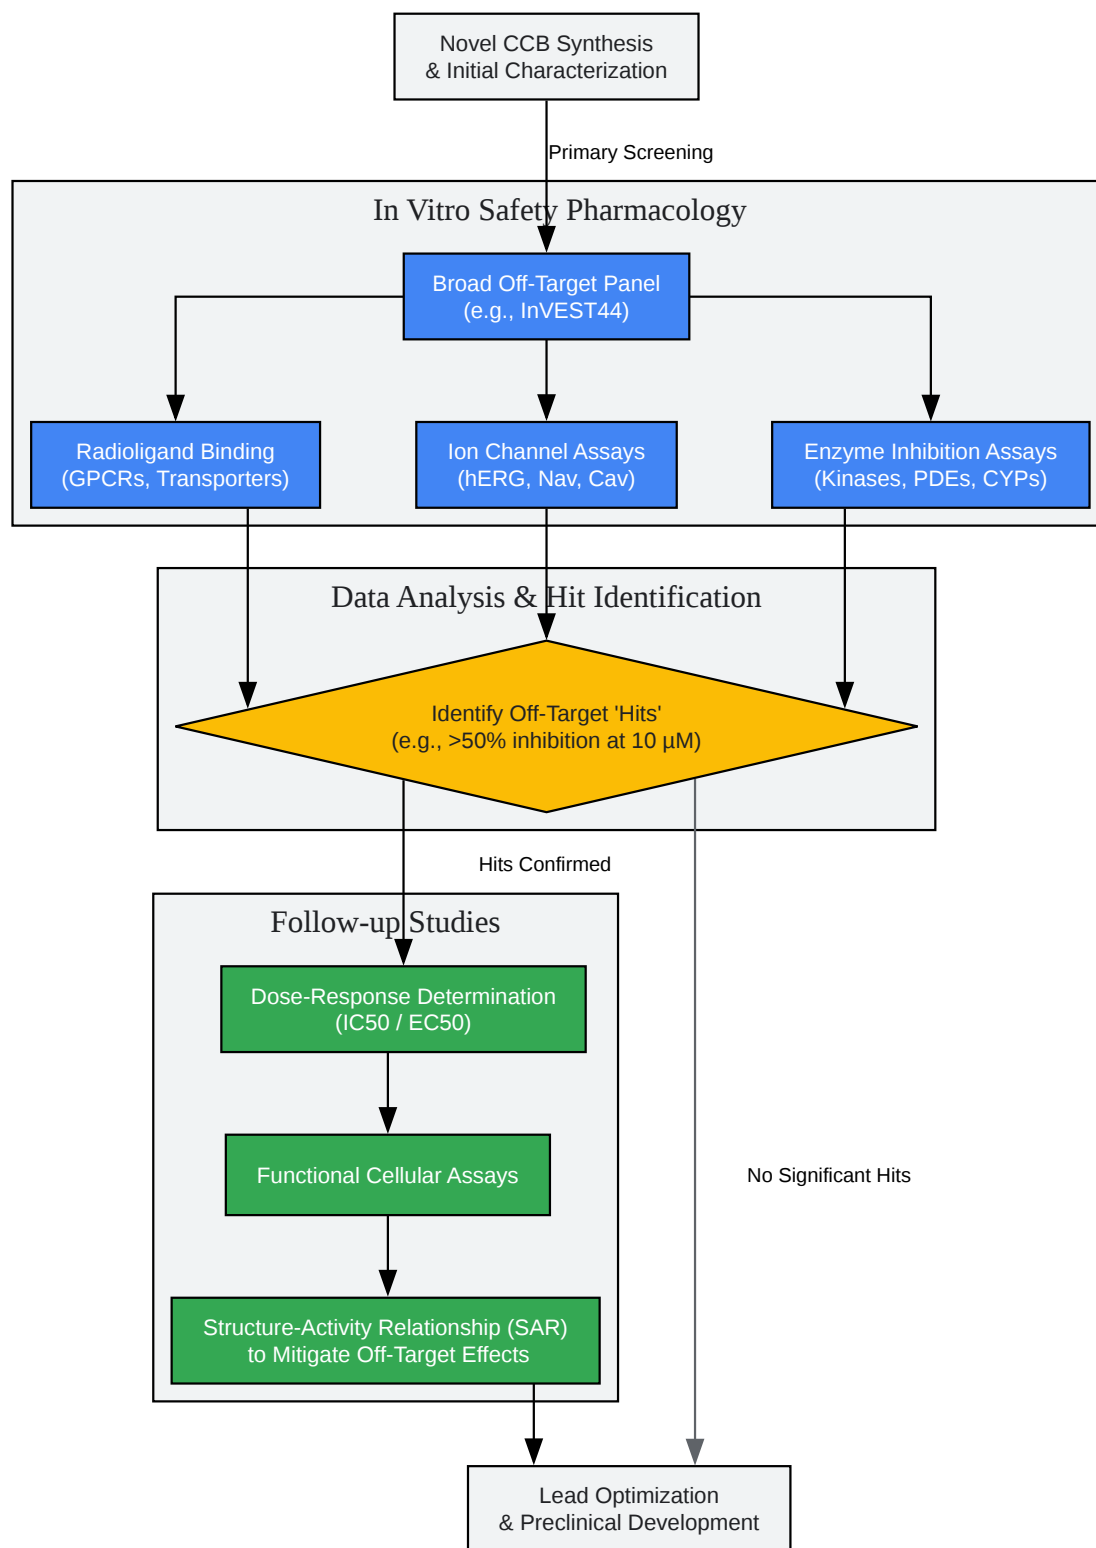 Novel CCB Synthesis
& Initial Characterization
Primary Screening
In Vitro Safety Pharmacology
Broad Off-Target Panel
(e.g., InVEST44)
Radioligand Binding
(GPCRs, Transporters)
Ion Channel Assays
(hERG, Nav, Cav)
Enzyme Inhibition Assays
(Kinases, PDEs, CYPs)
Data Analysis & Hit Identification
Identify Off-Target 'Hits'
(e.g., >50% inhibition at 10 µM)
Hits Confirmed
Follow-up Studies
Dose-Response Determination
(IC50 / EC50)
Functional Cellular Assays
No Significant Hits
Structure-Activity Relationship (SAR)
to Mitigate Off-Target Effects
Lead Optimization
& Preclinical Development